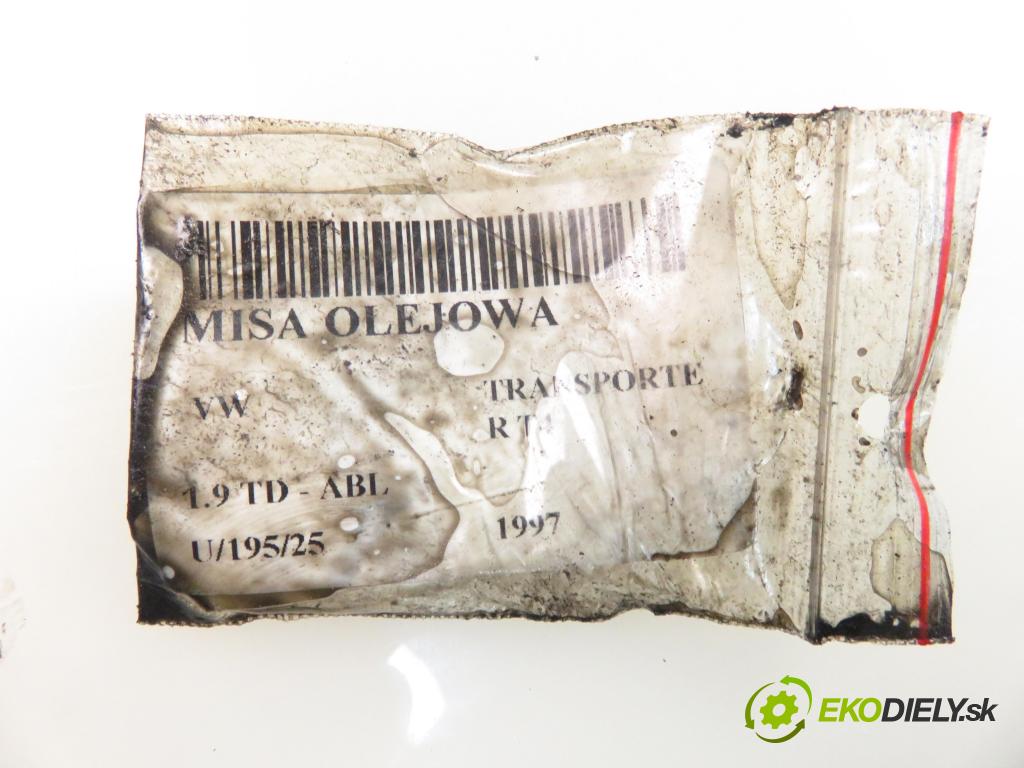 MISA OLEJOWA
VW
TRANSPORTE
R T4
1.9 TD - ABL
1997
U/195/25
EKODIELY.sk